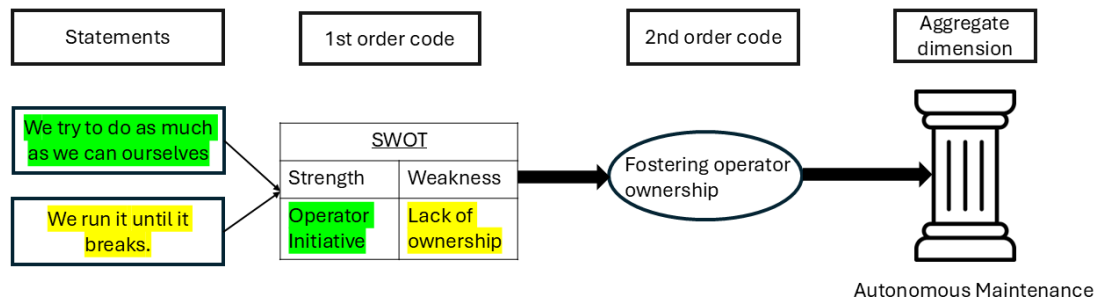 Statements
1st order code
2nd order code
Aggregate
dimension
We try to do as much
as we can ourselves
We run it until it
breaks.
SWOT
Strength
Weakness
Operator
Initiative
Lack of
ownership
Fostering operator
ownership
Autonomous Maintenance